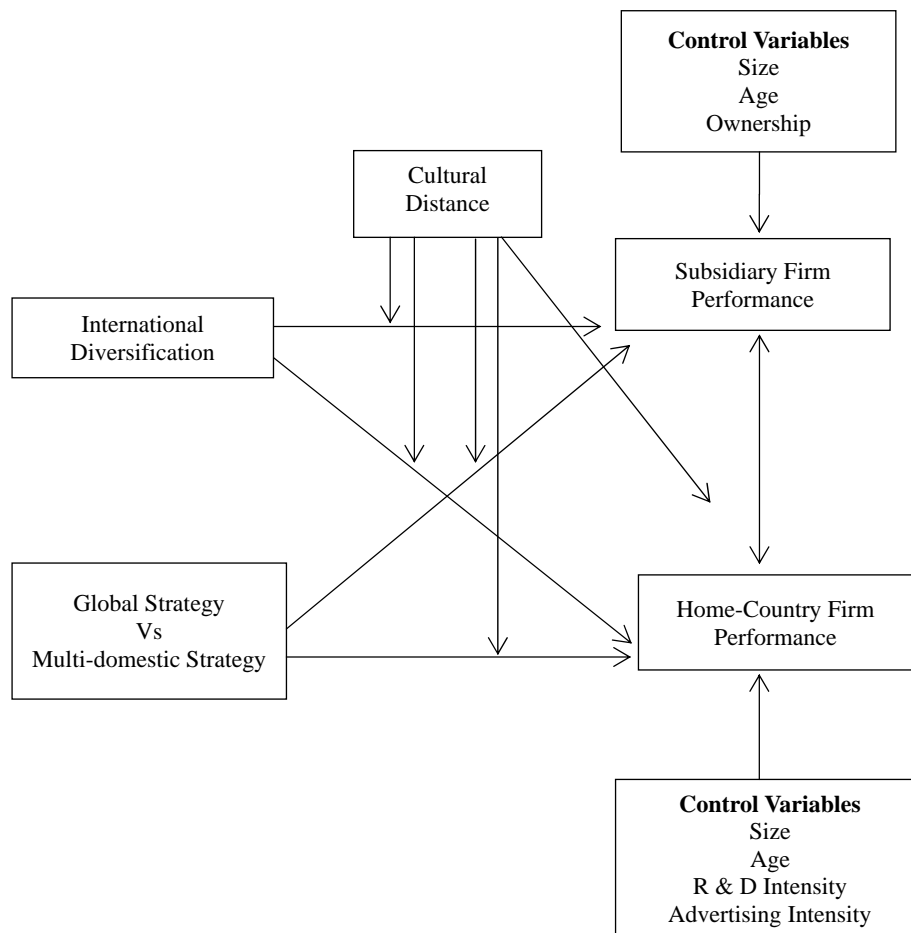 Control Variables
Size
Age
Ownership
Cultural
Distance
Subsidiary Firm
Performance
International
Diversification
Global Strategy
Vs
Multi-domestic Strategy
Home-Country Firm
Performance
Control Variables
Size
Age
R & D Intensity
Advertising Intensity